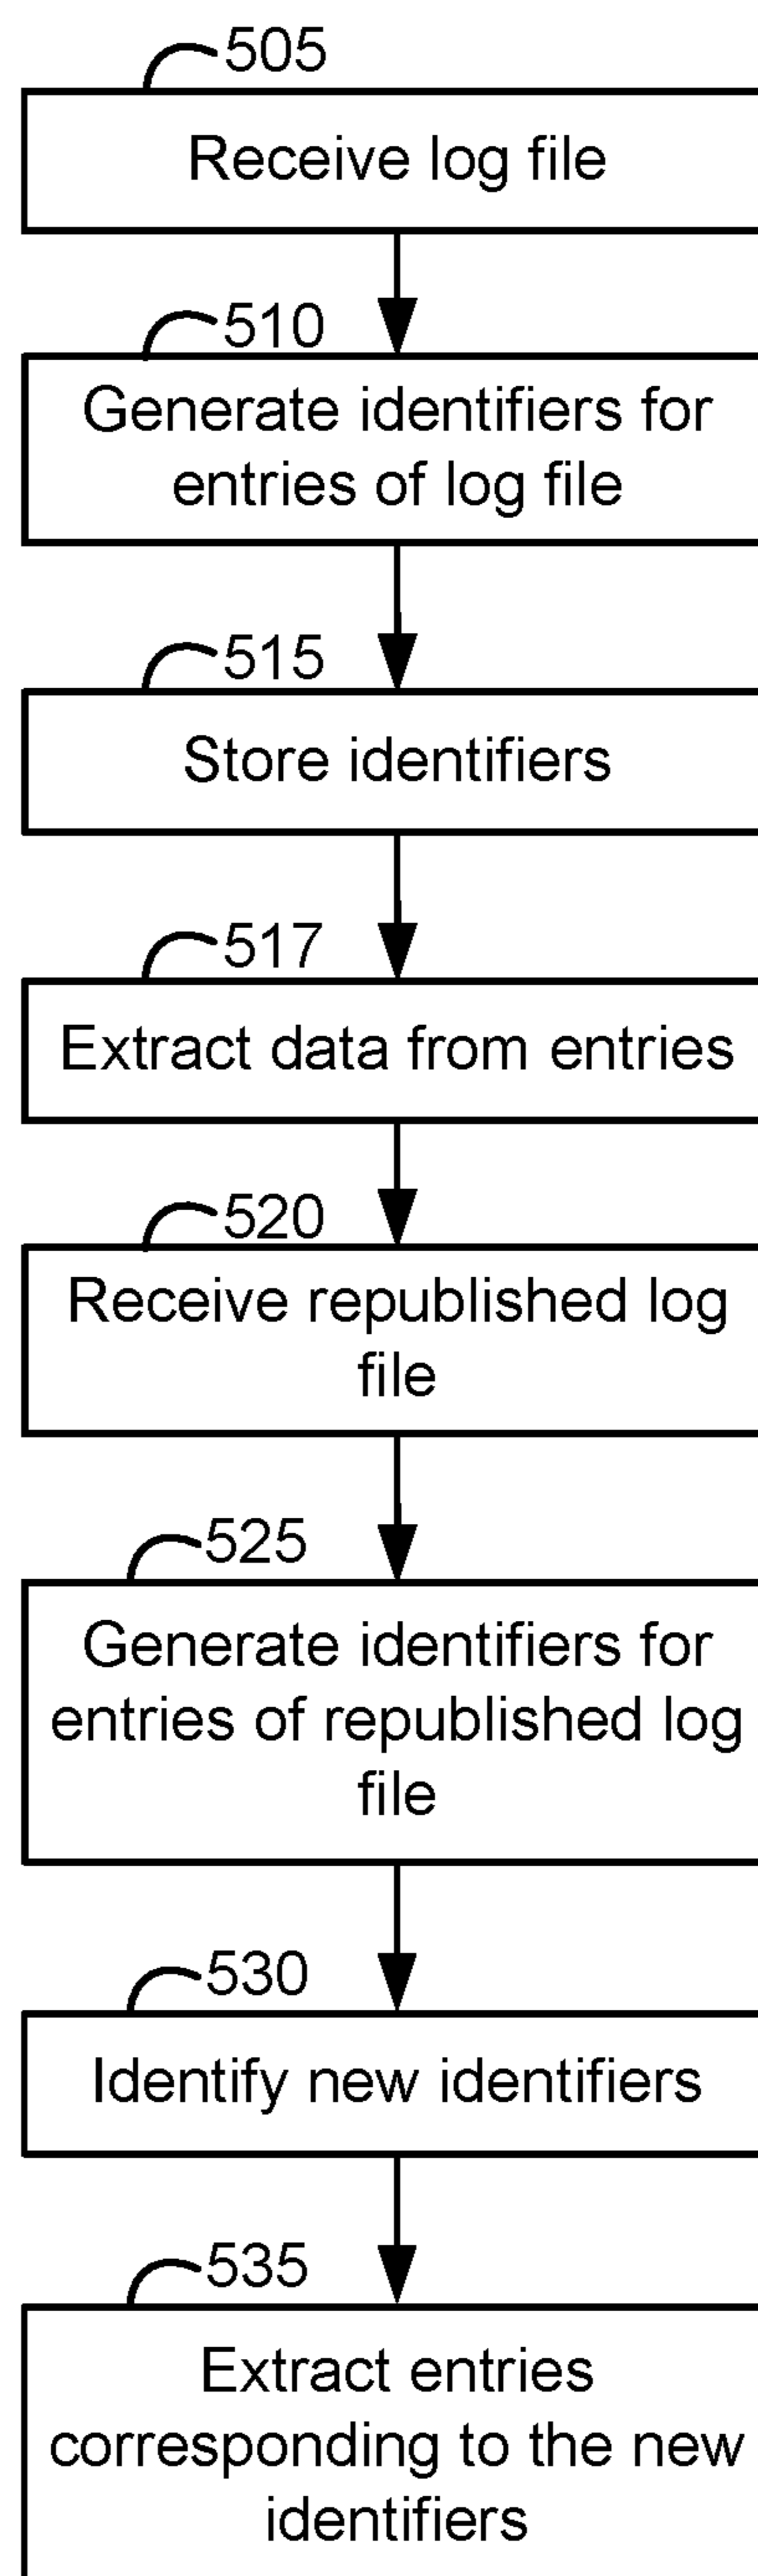 505
Receive log file
510
Generate identifiers for
entries of log file
515
Store identifiers
517
Extract data from entries
520
Receive republished log
file
525
Generate identifiers for
entries of republished log
file
530
Identify new identifiers
535
Extract entries
corresponding to the new
identifiers